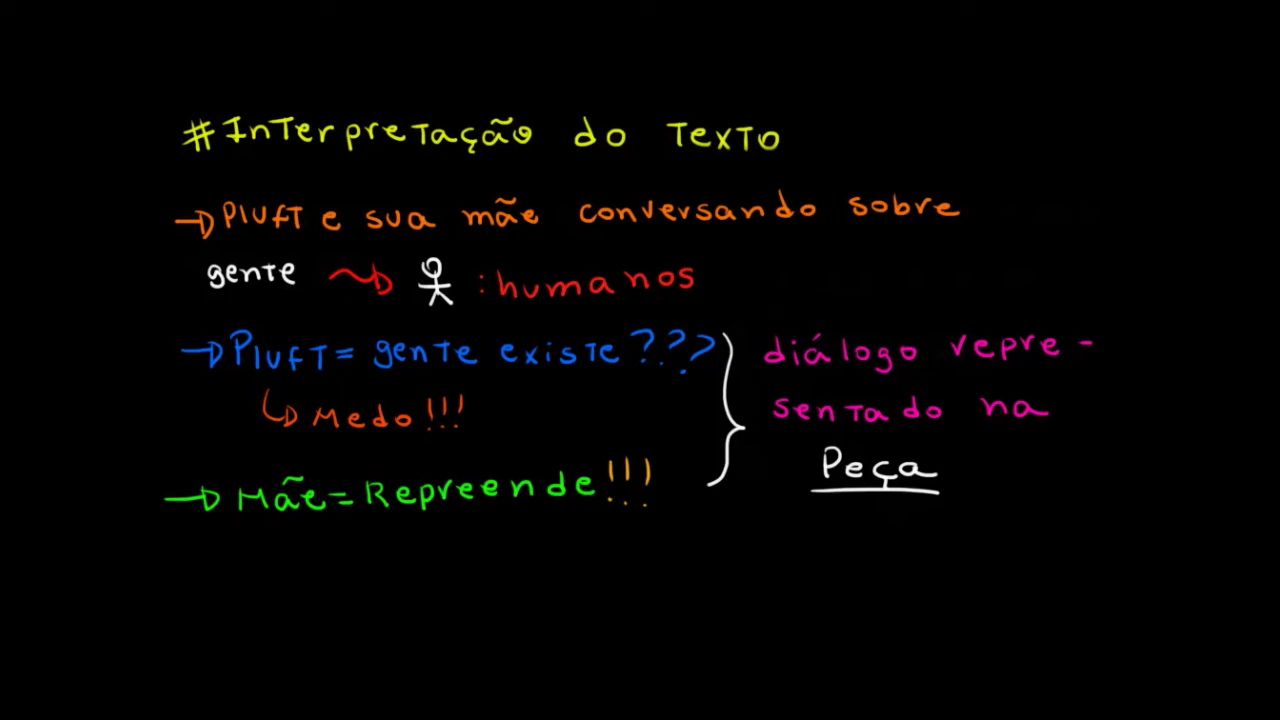 #Interpretação do Texto
→Pluft e sua mãe conversando sobre
gente → : humanos
→Pluft = gente existe???
↳ Medo!!!
→ Mãe = Repreende!!!
diálogo repre-
sentado na
Peça